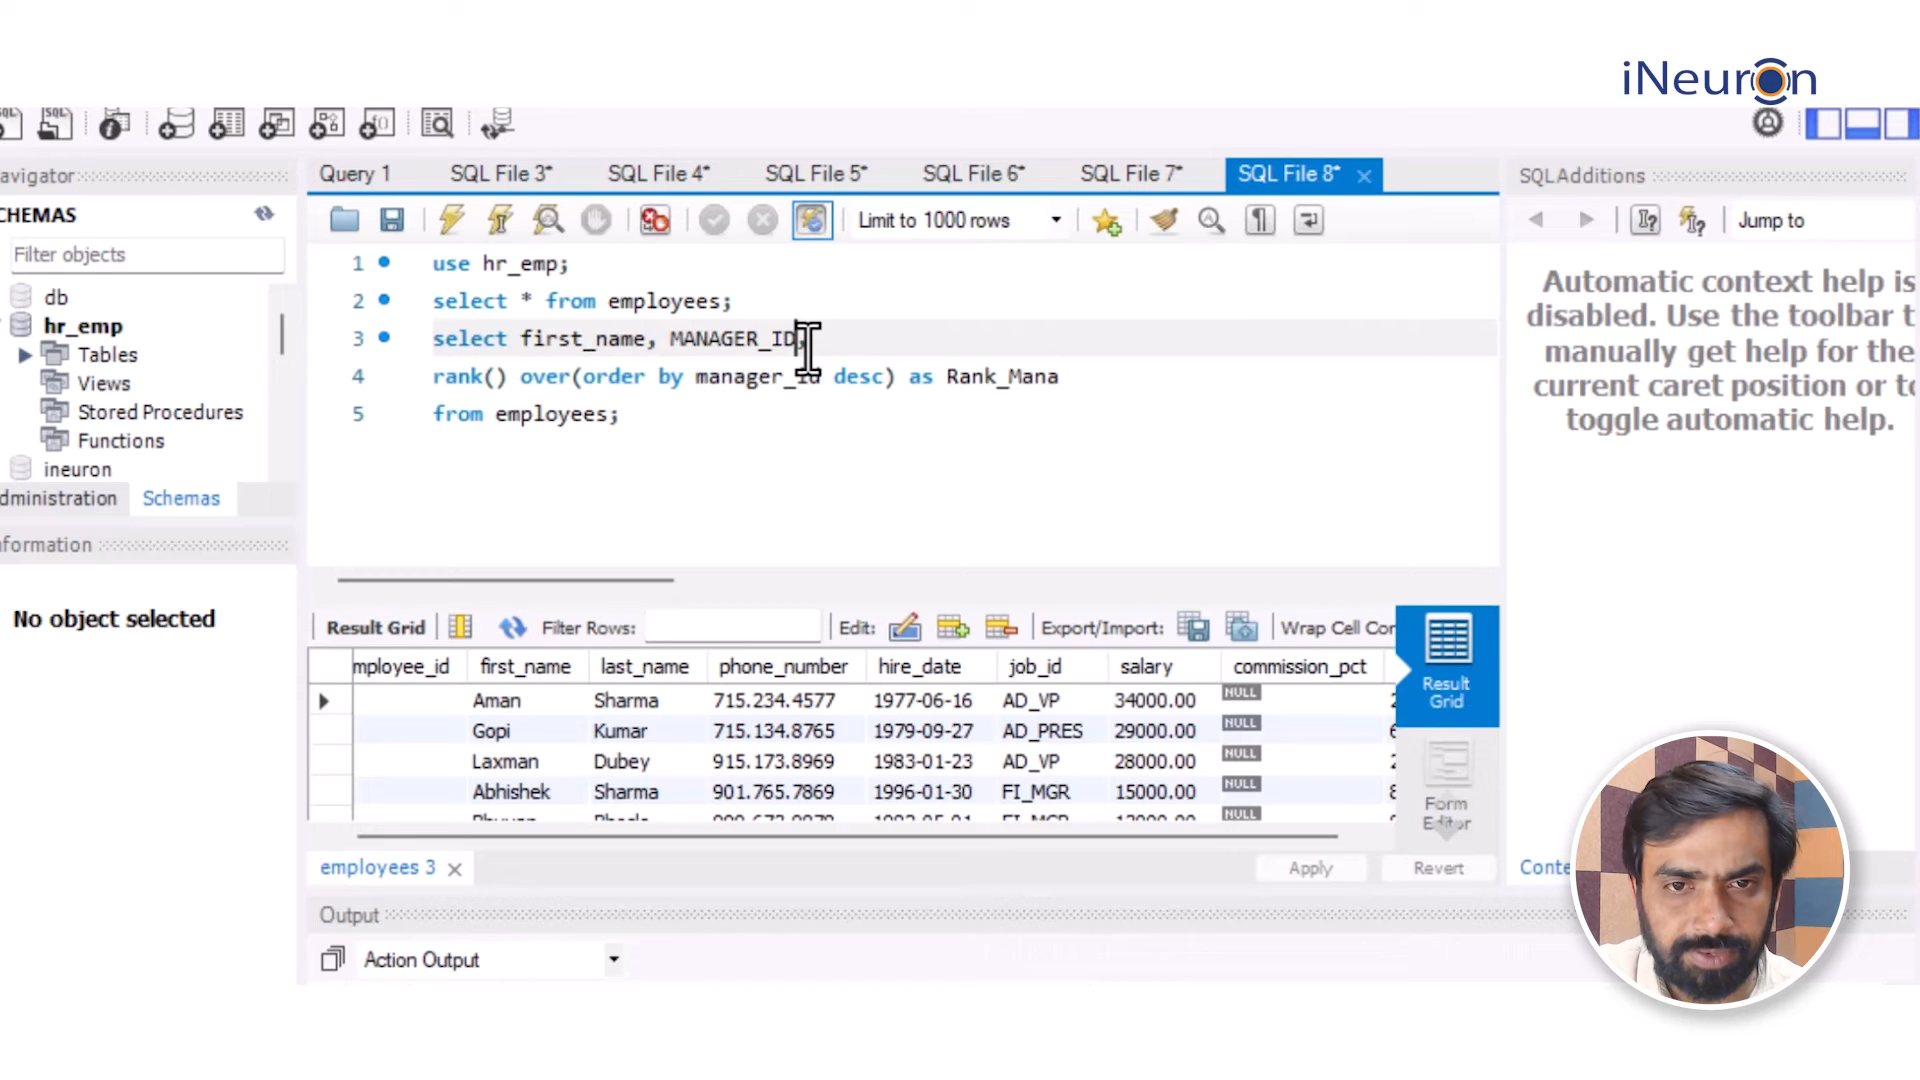 iNeuron
avigator
Query 1 SQL File 3* SQL File 4* SQL File 5* SQL File 6* SQL File 7* SQL File 8*
SQLAdditions
CHEMAS
Filter objects
Limit to 1000 rows
Jump to
db
hr_emp
Tables
Views
Stored Procedures
Functions
ineuron
dministration Schemas
nformation
No object selected
1 use hr_emp;
2 select * from employees;
3 select first_name, MANAGER_ID,
4 rank() over(order by manager_id desc) as Rank_Mana
5 from employees;
Automatic context help is
disabled. Use the toolbar t
manually get help for the
current caret position or to
toggle automatic help.
Result Grid Filter Rows: Edit: Export/Import: Wrap Cell Cor
mployee_id first_name last_name phone_number hire_date job_id salary commission_pct
Aman Sharma 715.234.4577 1977-06-16 AD_VP 34000.00 NULL 2
Gopi Kumar 715.134.8765 1979-09-27 AD_PRES 29000.00 NULL 6
Laxman Dubey 915.173.8969 1983-01-23 AD_VP 28000.00 NULL 2
Abhishek Sharma 901.765.7869 1996-01-30 FI_MGR 15000.00 NULL 8
NULL
Result
Grid
Form
Editor
employees 3
Apply Revert
Conte
Output
Action Output